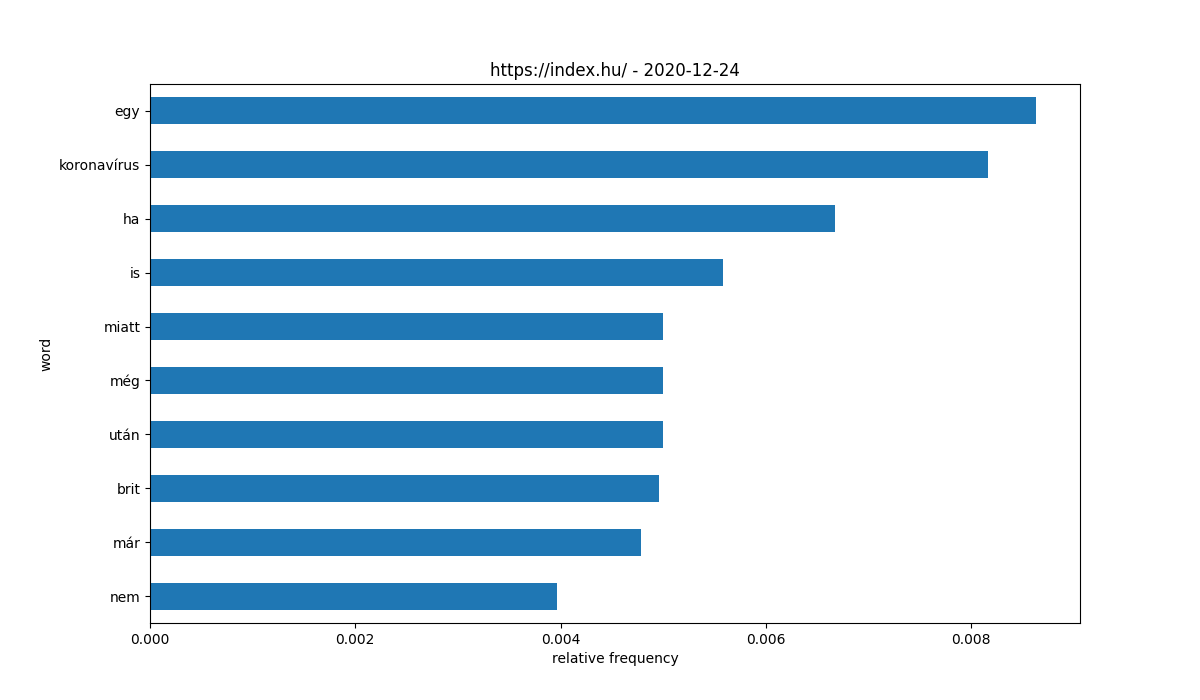 https://index.hu/ - 2020-12-24
egy
koronavírus
ha
is
miatt
még
után
brit
már
nem
word
0.000 0.002 0.004 0.006 0.008
relative frequency